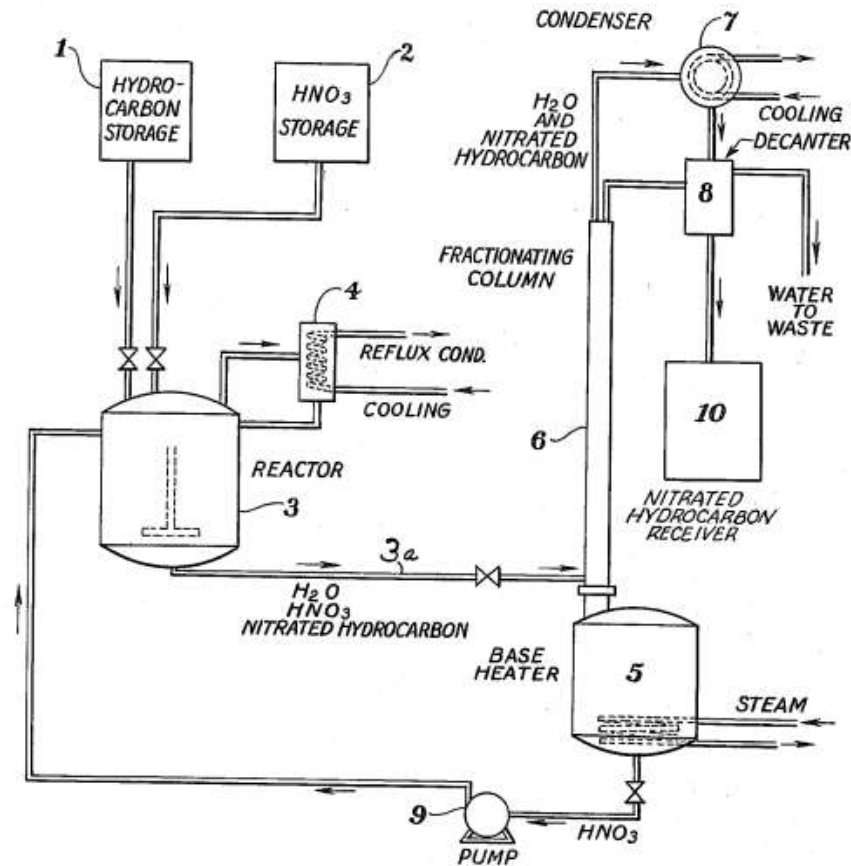 CONDENSER
7
1
HYDRO-
CARBON
STORAGE
2
HNO3
STORAGE
H2O
AND
NITRATED
HYDROCARBON
COOLING
DECANTER
8
FRACTIONATING
COLUMN
WATER
TO
WASTE
4
REFLUX COND.
COOLING
10
6
REACTOR
3
NITRATED
HYDROCARBON
RECEIVER
3a
H2O
HNO3
NITRATED HYDROCARBON
BASE
HEATER
5
STEAM
9
HNO3
PUMP